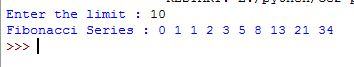 Enter the limit : 10
Fibonacci Series : 0 1 1 2 3 5 8 13 21 34
>>>